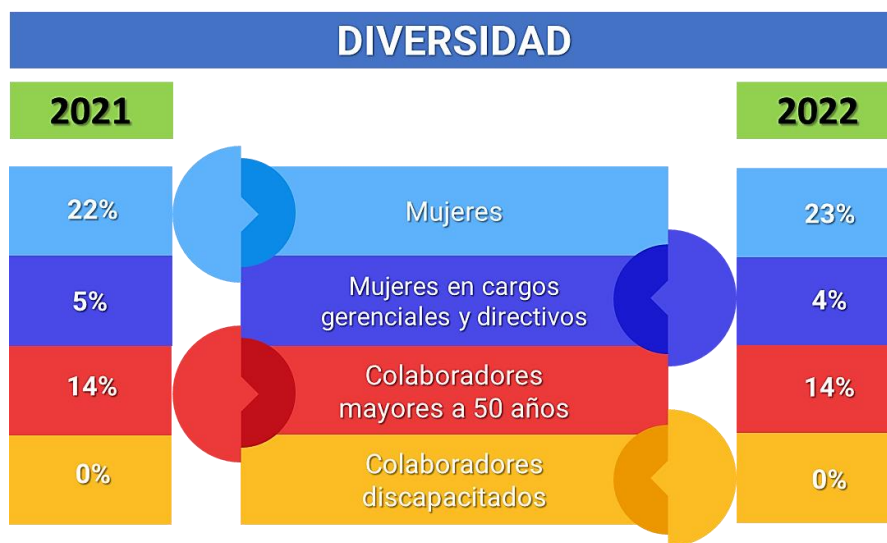 DIVERSIDAD
2021
2022
22%
Mujeres
23%
5%
Mujeres en cargos
gerenciales y directivos
4%
14%
Colaboradores
mayores a 50 años
14%
0%
Colaboradores
discapacitados
0%